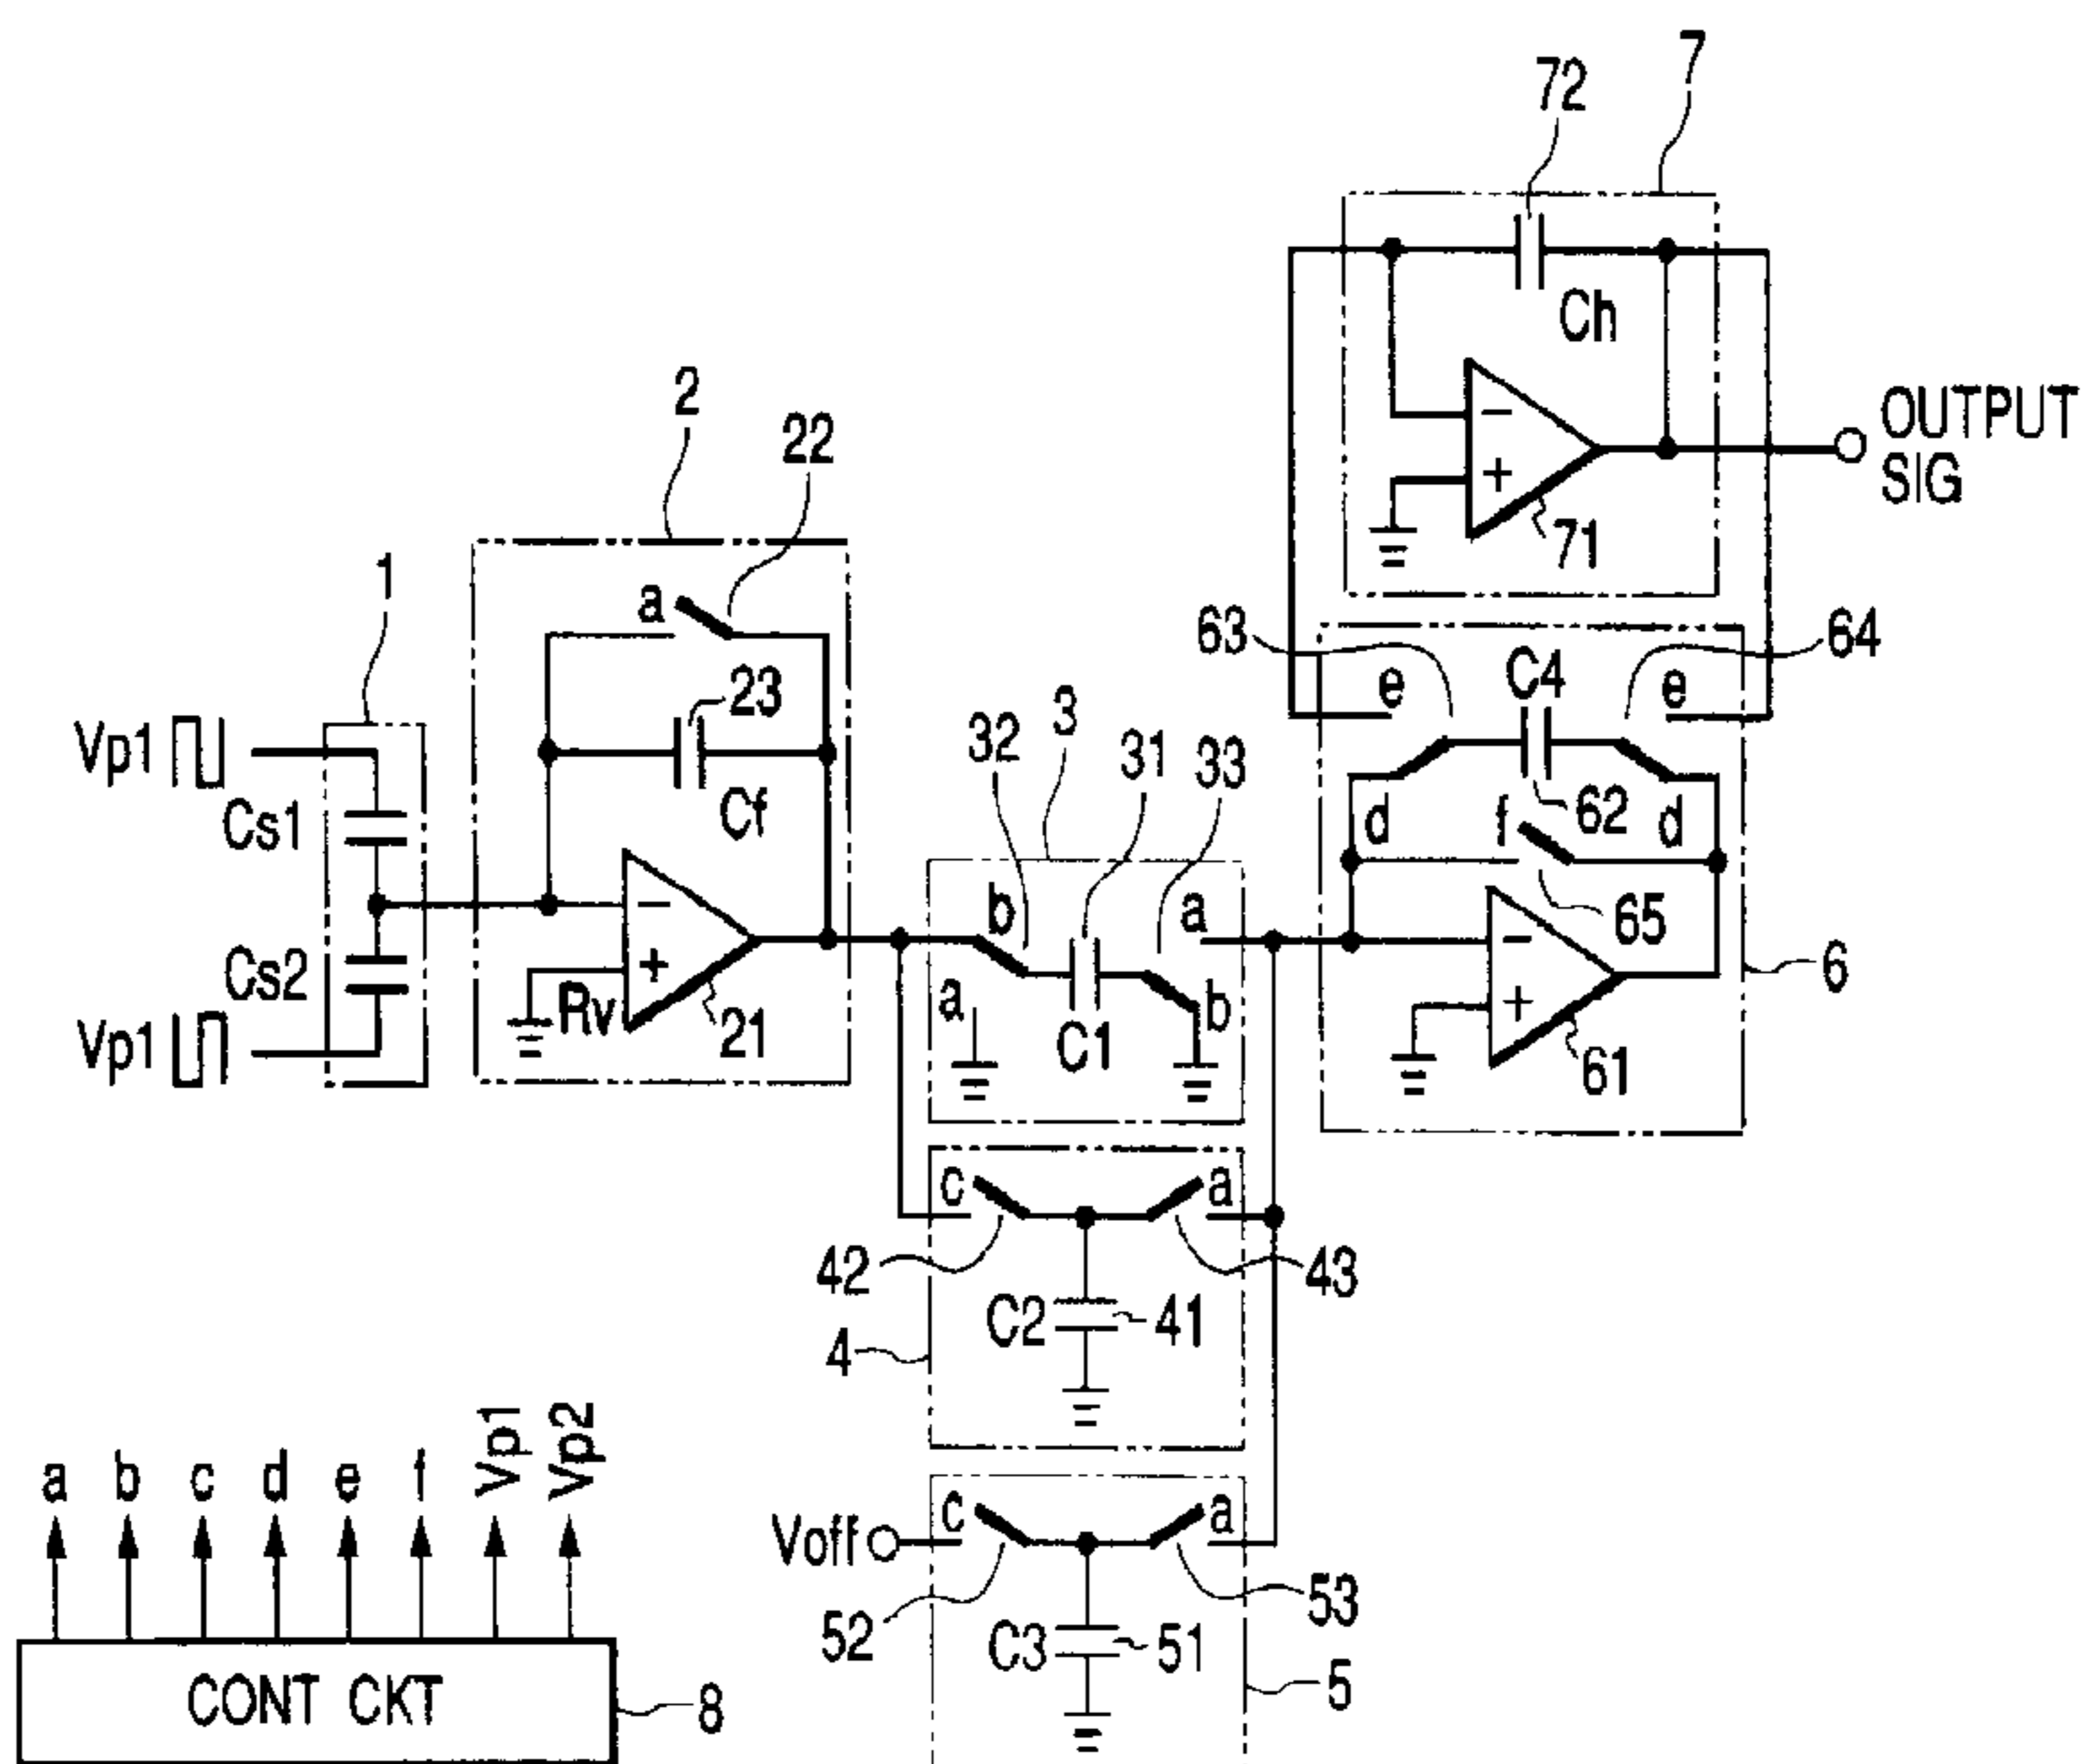 7
72
Ch
OUTPUT
SIG
−
+
71
2
22
1
a
63
64
e
C4
e
3
23
32
31
33
Vp1
Cs1
Cf
d
f
62
d
b
a
65
−
−
Cs2
+
6
Rv
a
b
+
Vp1
21
C1
61
c
a
42
43
C2
41
4
Vp1
Vp2
a
b
c
d
e
f
c
a
Voff
52
53
C3
51
CONT CKT
8
5